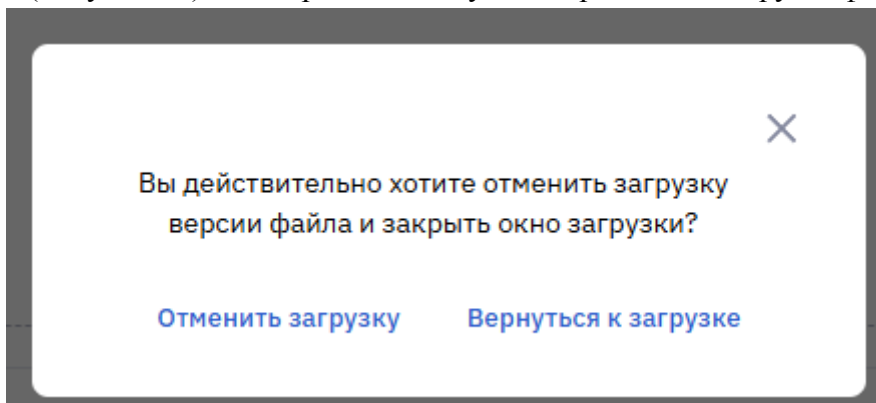 Вы действительно хотите отменить загрузку
версии файла и закрыть окно загрузки?
Отменить загрузку Вернуться к загрузке